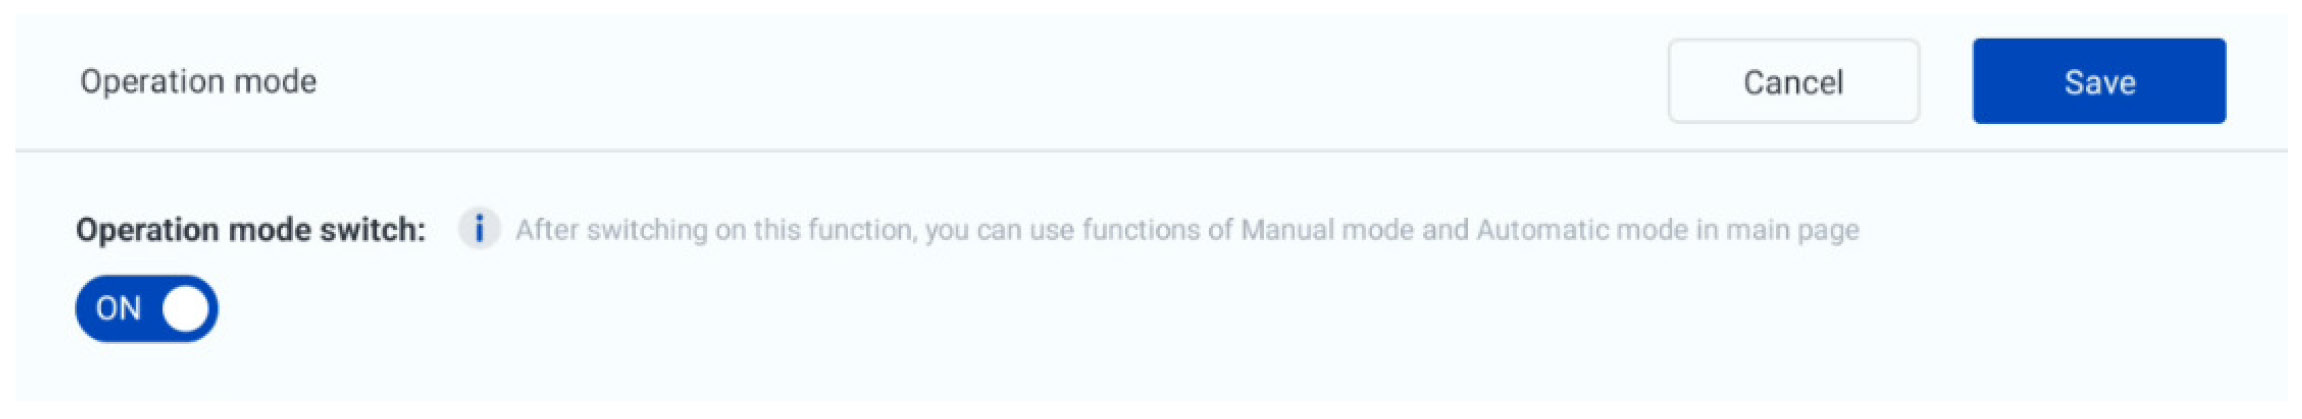 Operation mode
Cancel
Save
Operation mode switch:
i
After switching on this function, you can use functions of Manual mode and Automatic mode in main page
ON